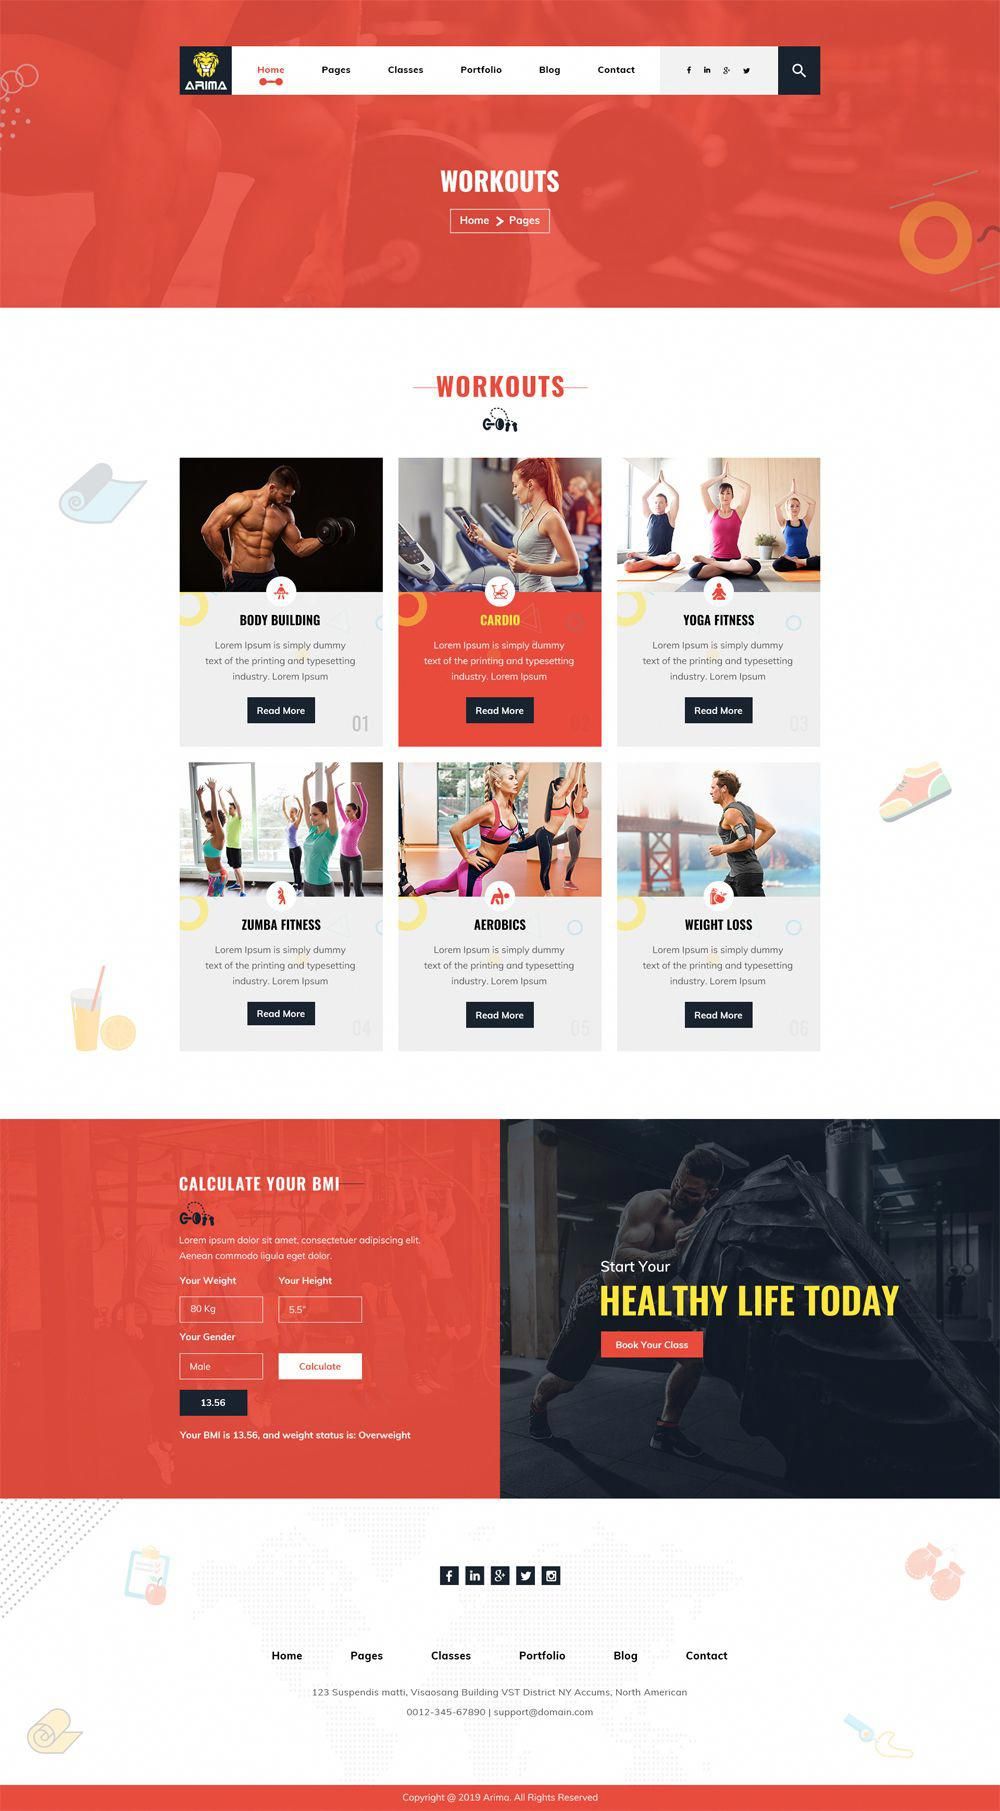 ARIMA
Home Pages Classes Portfolio Blog Contact
WORKOUTS
Home > Pages
WORKOUTS
BODY BUILDING
Lorem Ipsum is simply dummy
text of the printing and typesetting
industry. Lorem Ipsum
Read More
01
CARDIO
Lorem Ipsum is simply dummy
text of the printing and typesetting
industry. Lorem Ipsum
Read More
02
YOGA FITNESS
Lorem Ipsum is simply dummy
text of the printing and typesetting
industry. Lorem Ipsum
Read More
03
ZUMBA FITNESS
Lorem Ipsum is simply dummy
text of the printing and typesetting
industry. Lorem Ipsum
Read More
04
AEROBICS
Lorem Ipsum is simply dummy
text of the printing and typesetting
industry. Lorem Ipsum
Read More
05
WEIGHT LOSS
Lorem Ipsum is simply dummy
text of the printing and typesetting
industry. Lorem Ipsum
Read More
06
CALCULATE YOUR BMI
Lorem ipsum dolor sit amet, consectetuer adipiscing elit.
Aenean commodo ligula eget dolor.
Your Weight Your Height
80 Kg 5.5"
Your Gender
Male Calculate
13.56
Your BMI is 13.56, and weight status is: Overweight
Start Your
HEALTHY LIFE TODAY
Book Your Class
Home Pages Classes Portfolio Blog Contact
123 Suspendis matti, Visaosang Building VST District NY Accums, North American
0012-345-67890 | support@domain.com
Copyright @ 2019 Arima. All Rights Reserved